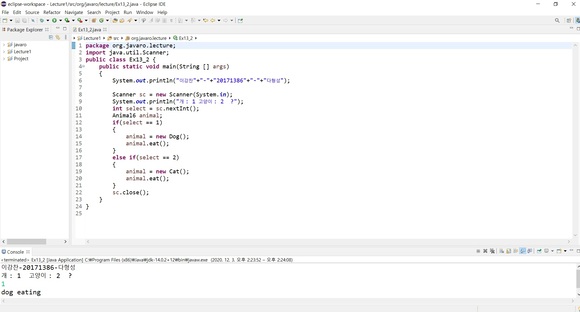 eclipse-workspace - Lecture1/src/org/javaro/lecture/Ex13_2.java - Eclipse IDE
File Edit Source Refactor Navigate Search Project Run Window Help
Package Explorer
Ex13_2.java
javaro
Lecture1
Project
Lecture1 src org.javaro.lecture Ex13_2
1 package org.javaro.lecture;
2 import java.util.Scanner;
3 public class Ex13_2 {
4 public static void main(String [] args)
5 {
6 System.out.println("이강찬"+"-"+"20171386"+"-"+"다형성");
7
8 Scanner sc = new Scanner(System.in);
9 System.out.println("개 : 1 고양이 : 2 ?");
10 int select = sc.nextInt();
11 Animal6 animal;
12 if(select == 1)
13 {
14 animal = new Dog();
15 animal.eat();
16 }
17 else if(select == 2)
18 {
19 animal = new Cat();
20 animal.eat();
21 }
22 sc.close();
23 }
24 }
25
Console
<terminated> Ex13_2 [Java Application] C:₩Program Files (x86)₩Java₩jdk-14.0.2+12₩bin₩javaw.exe (2020. 12. 3. 오후 2:23:52 – 오후 2:24:08)
이강찬-20171386-다형성
개 : 1 고양이 : 2 ?
1
dog eating